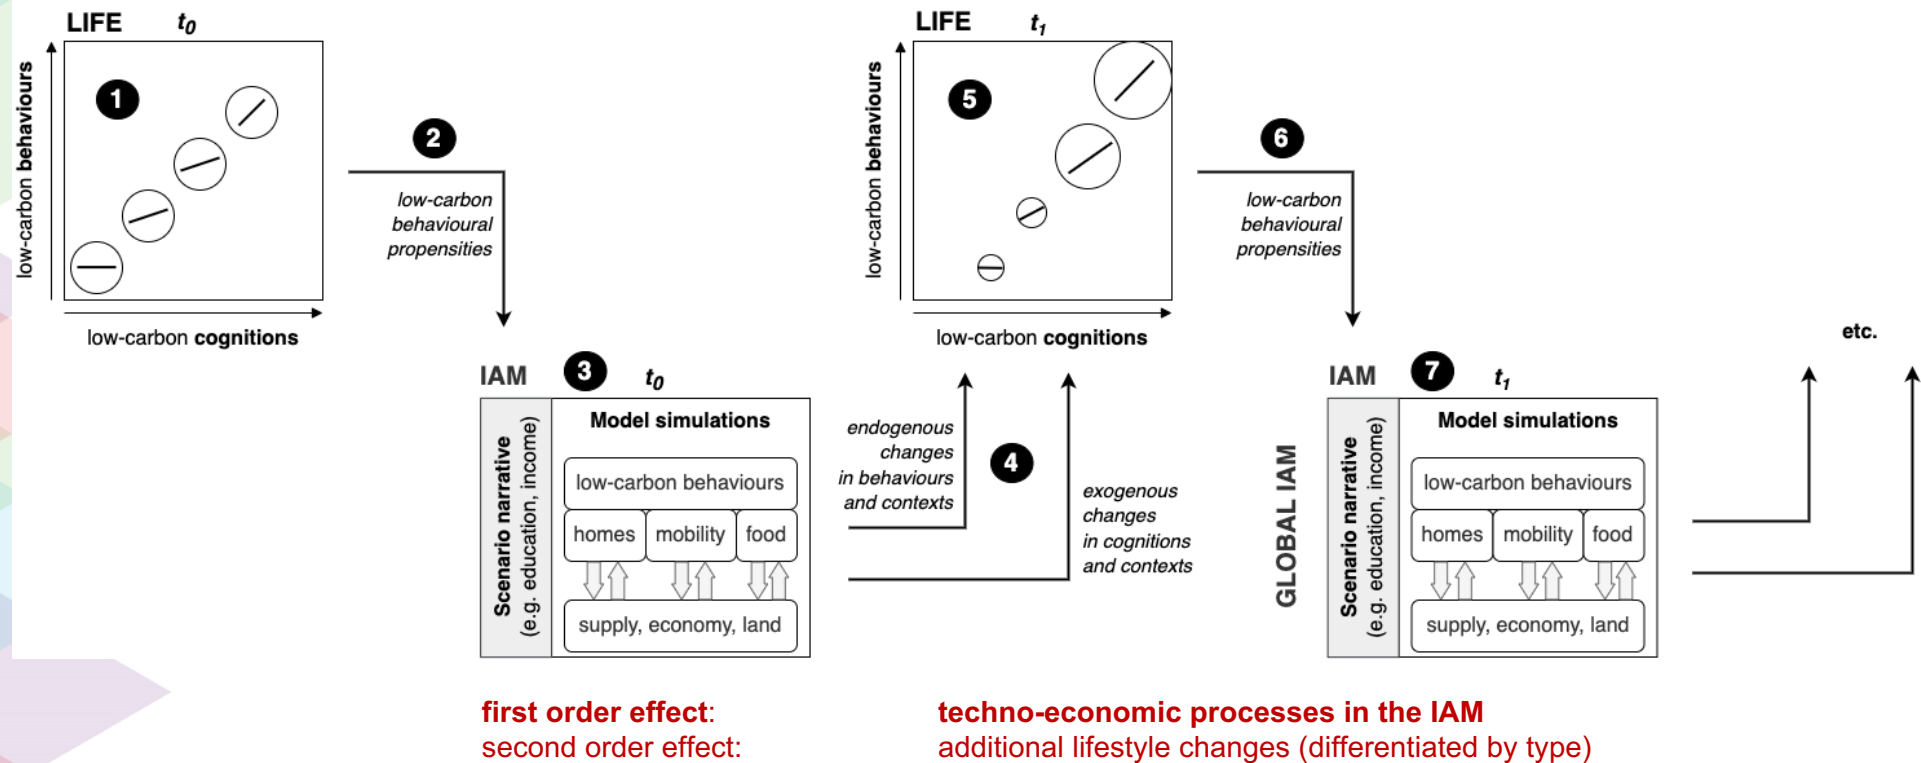 LIFE t0
1
low-carbon behaviours
low-carbon cognitions
2
low-carbon
behavioural
propensities
IAM 3 t0
Scenario narrative
(e.g. education, income)
Model simulations
low-carbon behaviours
homes mobility food
supply, economy, land
endogenous
changes
in behaviours
and contexts
4
exogenous
changes
in cognitions
and contexts
LIFE t1
5
low-carbon behaviours
low-carbon cognitions
6
low-carbon
behavioural
propensities
GLOBAL IAM
IAM 7 t1
Scenario narrative
(e.g. education, income)
Model simulations
low-carbon behaviours
homes mobility food
supply, economy, land
etc.
first order effect: techno-economic processes in the IAM
second order effect: additional lifestyle changes (differentiated by type)